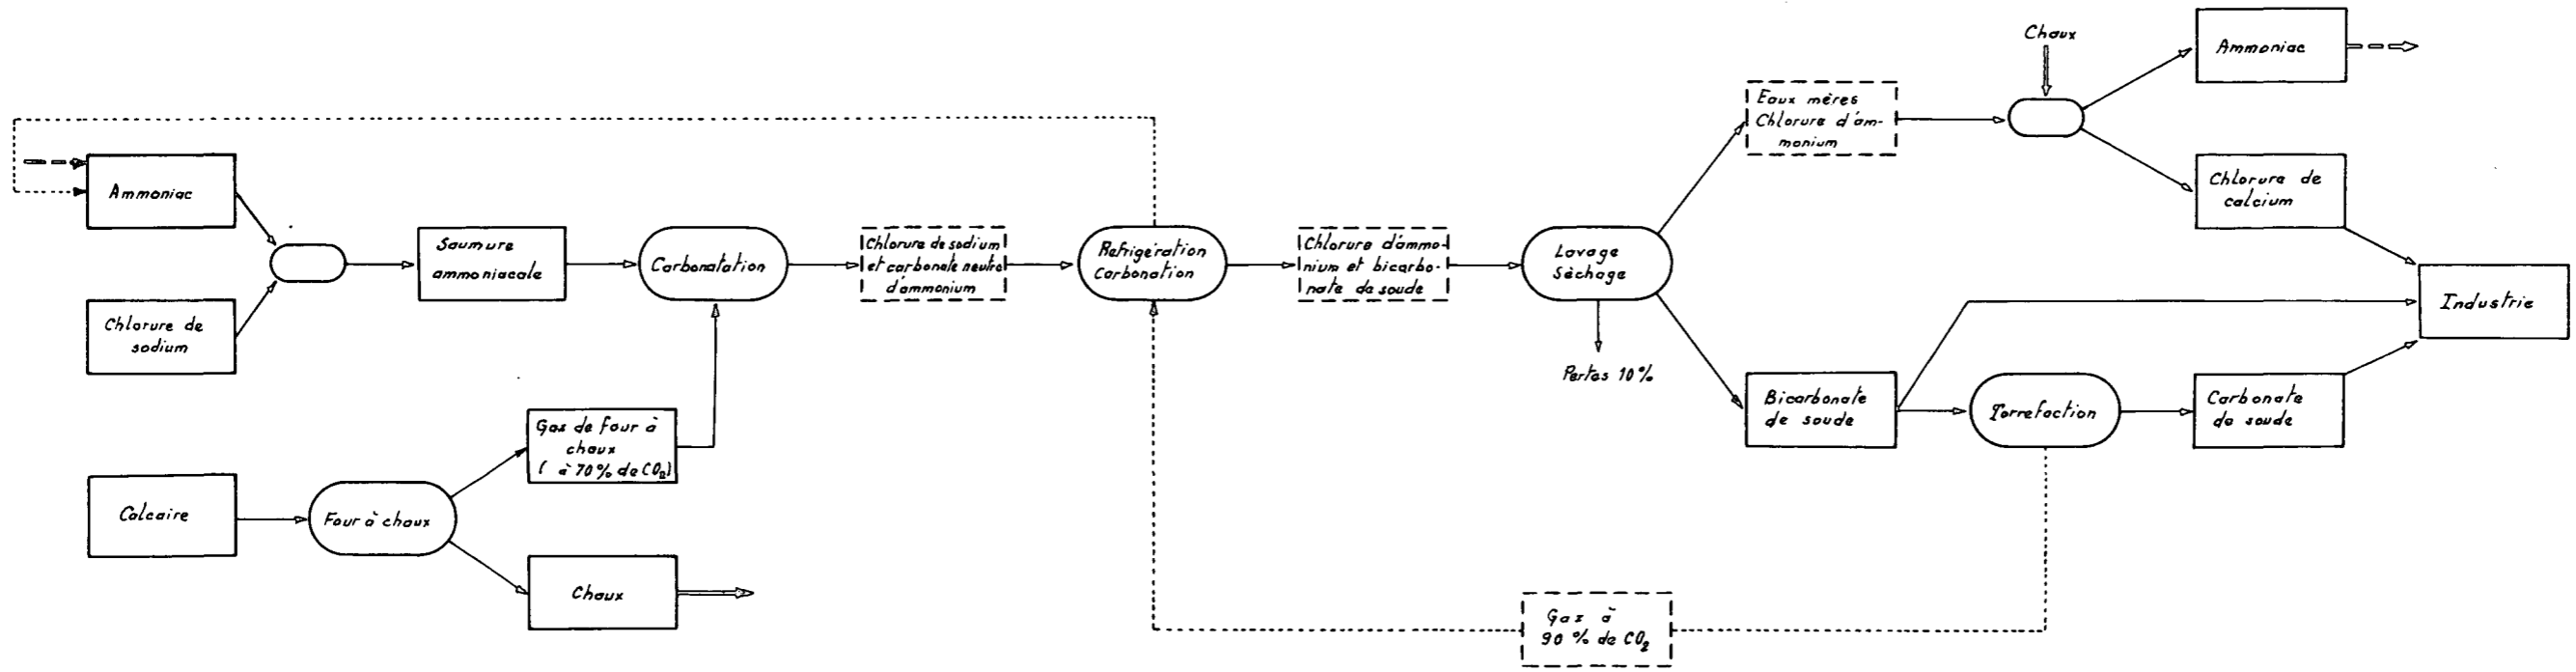 Chaux
Ammoniac
Eaux mères
Chlorure d'am-
monium
Ammoniac
Chlorure de
calcium
Saumure
ammoniacale
Carbonatation
Chlorure de sodium
et carbonate neutre
d'ammonium
Réfrigération
Carbonation
Chlorure d'ammo-
nium et bicarbo-
nate de soude
Lavage
Séchage
Industrie
Chlorure de
sodium
Pertes 10%
Bicarbonate
de soude
Torrefaction
Carbonate
de soude
Gaz de four à
chaux
( à 70% de CO2)
Calcaire
Four à chaux
Chaux
Gaz à
90 % de CO2